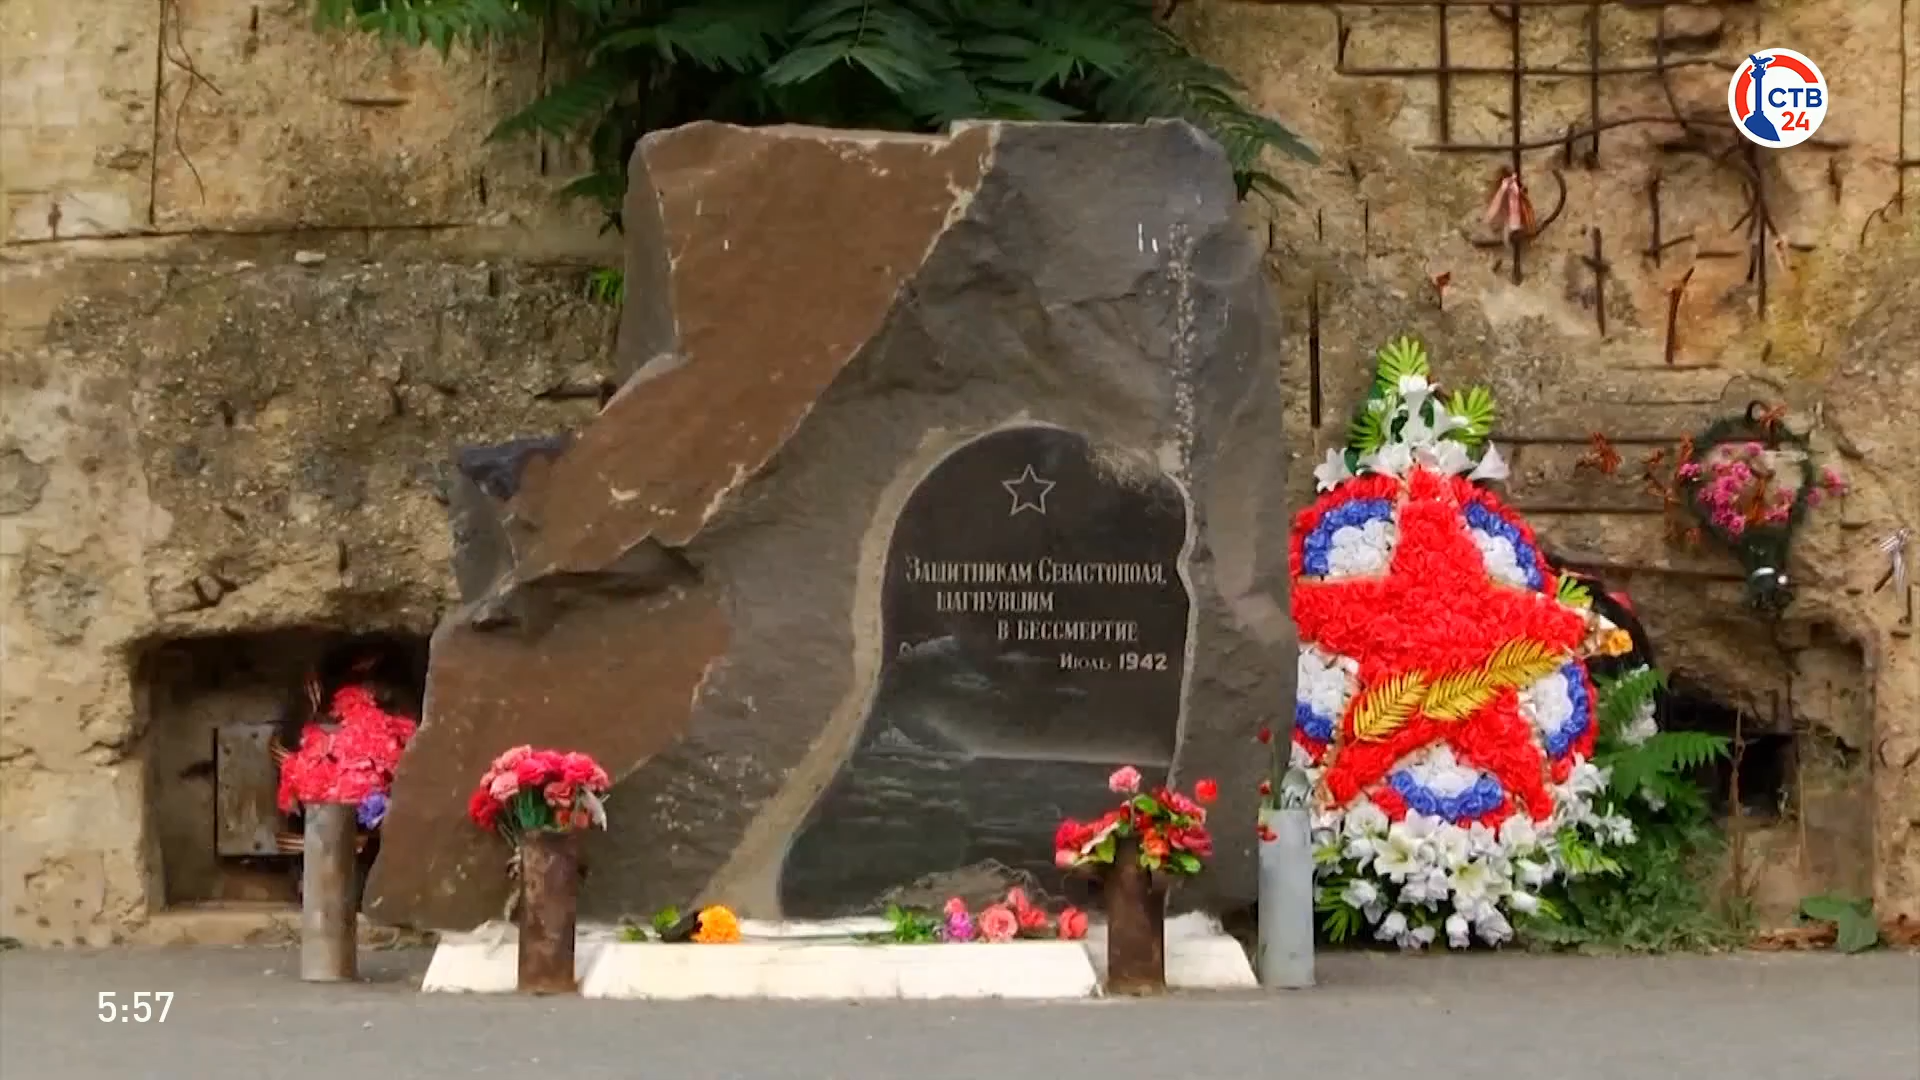 СТВ
24
Защитникам Севастополя,
шагнувшим
в бессмертие
Июль 1942
5:57